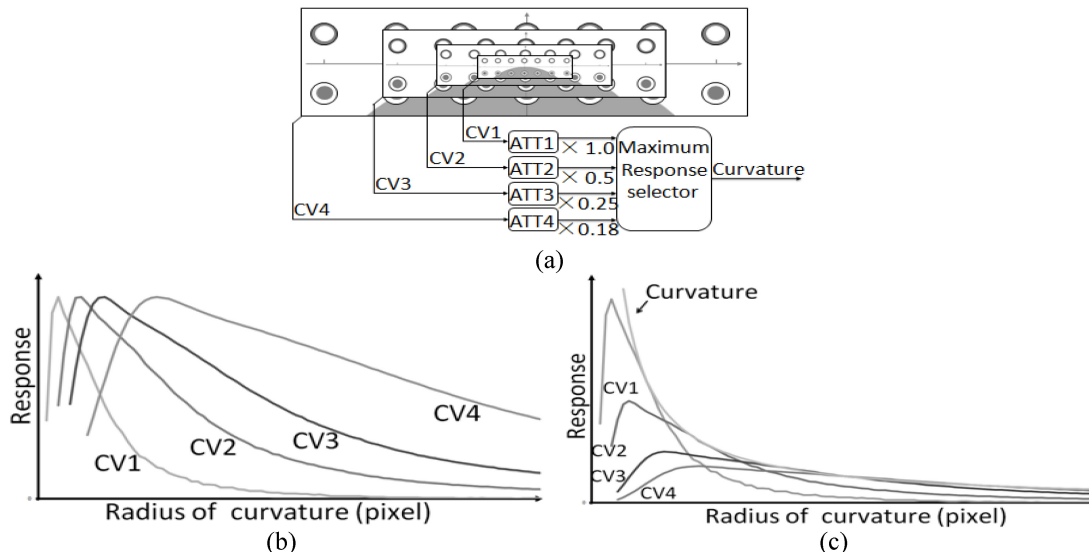 CV1
ATT1
× 1.0
Maximum
Response
selector
CV2
ATT2
× 0.5
Curvature
CV3
ATT3
× 0.25
CV4
ATT4
× 0.18
(a)
Response
CV1
CV2
CV3
CV4
Radius of curvature (pixel)
(b)
Curvature
Response
CV1
CV2
CV3
CV4
Radius of curvature (pixel)
(c)